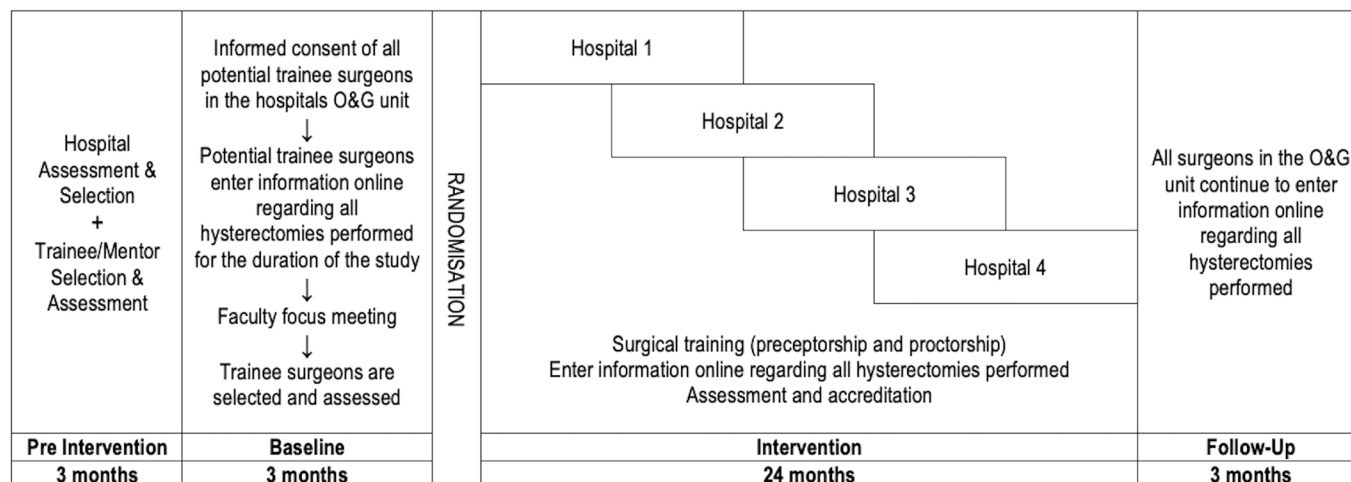 Hospital
Assessment &
Selection
+
Trainee/Mentor
Selection &
Assessment
Informed consent of all
potential trainee surgeons
in the hospitals O&G unit
↓
Potential trainee surgeons
enter information online
regarding all
hysterectomies performed
for the duration of the study
↓
Faculty focus meeting
↓
Trainee surgeons are
selected and assessed
RANDOMISATION
Hospital 1
Hospital 2
Hospital 3
Hospital 4
Surgical training (preceptorship and proctorship)
Enter information online regarding all hysterectomies performed
Assessment and accreditation
All surgeons in the O&G
unit continue to enter
information online
regarding all
hysterectomies
performed
Pre Intervention
Baseline
Intervention
Follow-Up
3 months
3 months
24 months
3 months